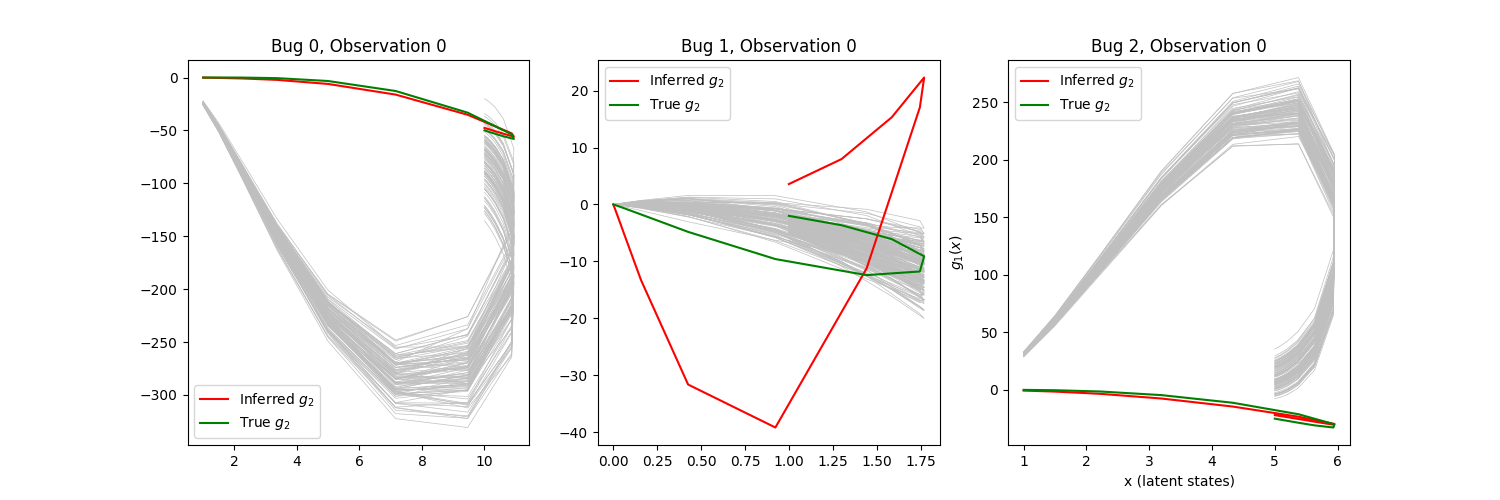 Bug 0, Observation 0
0
−50
−100
−150
−200
−250
−300
Inferred g₂
True g₂
2 4 6 8 10
Bug 1, Observation 0
Inferred g₂
True g₂
20
10
0
−10
−20
−30
−40
0.00 0.25 0.50 0.75 1.00 1.25 1.50 1.75
Bug 2, Observation 0
Inferred g₂
True g₂
g₁(x)
250
200
150
100
50
0
1 2 3 4 5 6
x (latent states)